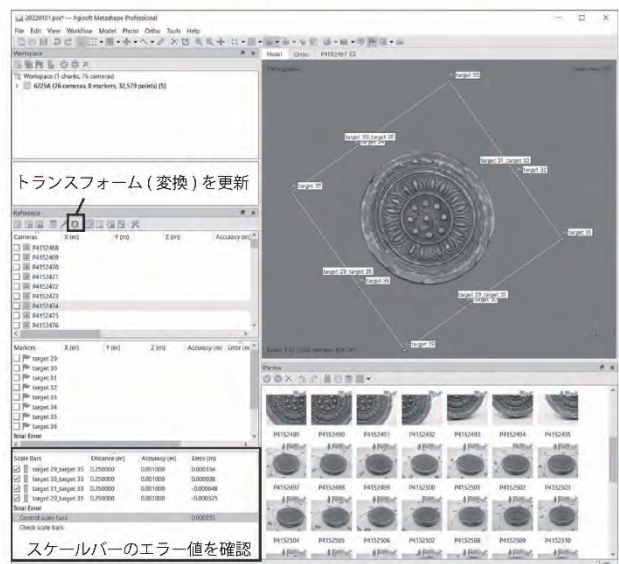 20220101.psx* — Agisoft Metashape Professional
File Edit View Workflow Model Photo Ortho Tools Help
Workspace
Workspace (1 chunks, 76 cameras)
6225A (76 cameras, 8 markers, 32,579 points) [S]
トランスフォーム(変換)を更新
Reference
Cameras X (m) Y (m) Z (m) Accuracy (m)
P4152468
P4152469
P4152470
P4152471
P4152472
P4152473
P4152474
P4152475
P4152476
Markers X (m) Y (m) Z (m) Accuracy (m) Error (m)
target 29
target 30
target 31
target 32
target 33
target 34
target 35
target 36
Total Error
Scale Bars Distance (m) Accuracy (m) Error (m)
target 29_target 35 0.250000 0.001000 0.000334
target 33_target 35 0.250000 0.001000 0.000038
target 31_target 33 0.250000 0.001000 -0.000048
target 29_target 31 0.250000 0.001000 -0.000325
Total Error
Control scale bars 0.000235
Check scale bars
スケールバーのエラー値を確認
Model Ortho P4152497
target 33
target 33_target 35
target 34
target 31_target 33
target 32
target 35
target 31
target 29_target 35
target 36
target 29_target 31
target 30
target 29
Photos
P4152489 P4152490 P4152491 P4152492 P4152493 P4152494 P4152495
P4152497 P4152498 P4152499 P4152500 P4152501 P4152502 P4152503
P4152504 P4152505 P4152506 P4152507 P4152508 P4152509 P4152510